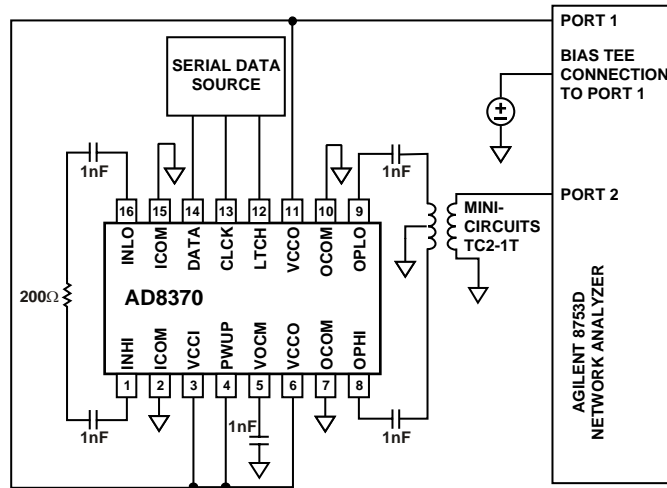 PORT 1
BIAS TEE
CONNECTION
TO PORT 1
SERIAL DATA
SOURCE
1nF
1nF
16
15
14
13
12
11
10
9
INLO
ICOM
DATA
CLCK
LTCH
VCCO
OCOM
OPLO
PORT 2
MINI-
CIRCUITS
TC2-1T
200Ω
AD8370
INHI
ICOM
VCCI
PWUP
VOCM
VCCO
OCOM
OPHI
1
2
3
4
5
6
7
8
1nF
1nF
1nF
AGILENT 8753D
NETWORK ANALYZER